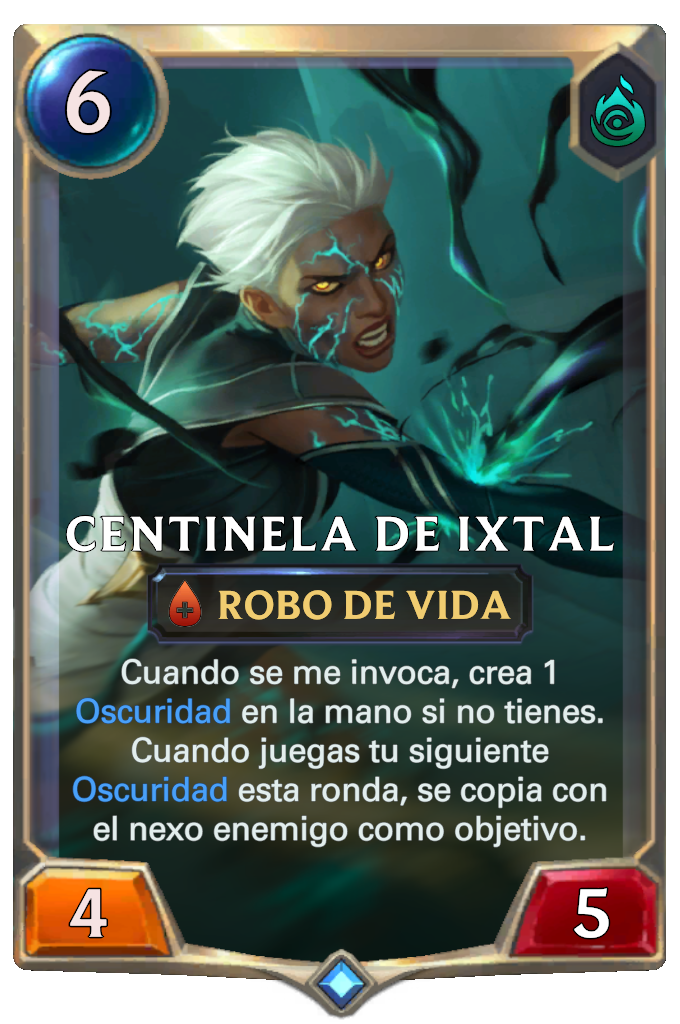 6
CENTINELA DE IXTAL
ROBO DE VIDA
Cuando se me invoca, crea 1
Oscuridad en la mano si no tienes.
Cuando juegas tu siguiente
Oscuridad esta ronda, se copia con
el nexo enemigo como objetivo.
4
5